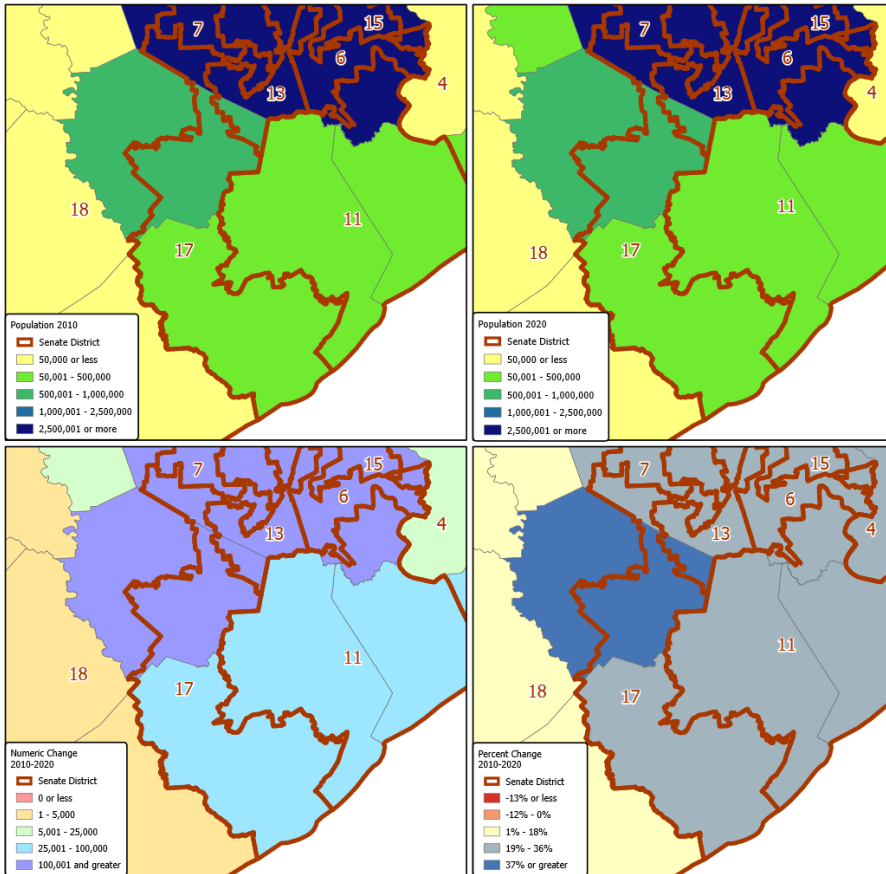 7
15
6
4
13
18
11
17
Population 2010
Senate District
50,000 or less
50,001 - 500,000
500,001 - 1,000,000
1,000,001 - 2,500,000
2,500,001 or more
7
15
6
4
13
11
17
18
Population 2020
Senate District
50,000 or less
50,001 - 500,000
500,001 - 1,000,000
1,000,001 - 2,500,000
2,500,001 or more
7
15
6
4
13
11
18
17
Numeric Change
2010-2020
Senate District
0 or less
1 - 5,000
5,001 - 25,000
25,001 - 100,000
100,001 and greater
7
15
6
4
13
11
18
17
Percent Change
2010-2020
Senate District
-13% or less
-12% - 0%
1% - 18%
19% - 36%
37% or greater